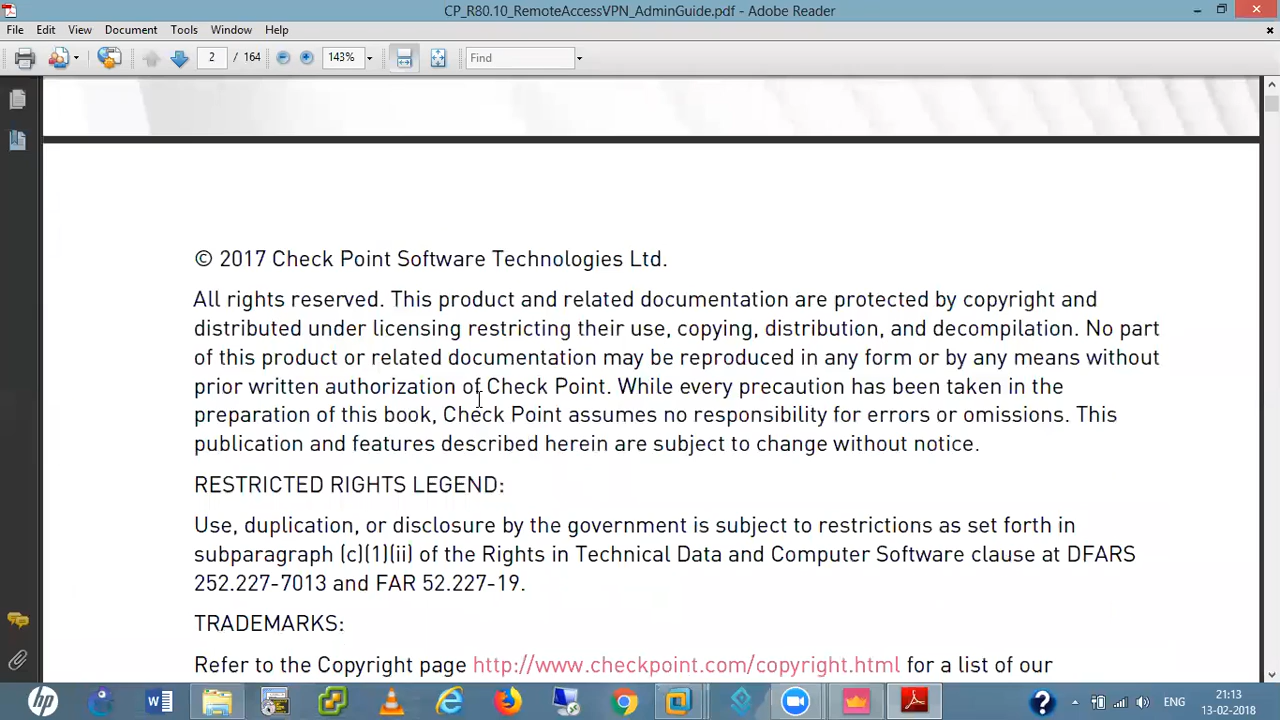 CP_R80.10_RemoteAccessVPN_AdminGuide.pdf - Adobe Reader
File Edit View Document Tools Window Help
2 / 164 143% Find
© 2017 Check Point Software Technologies Ltd.
All rights reserved. This product and related documentation are protected by copyright and
distributed under licensing restricting their use, copying, distribution, and decompilation. No part
of this product or related documentation may be reproduced in any form or by any means without
prior written authorization of Check Point. While every precaution has been taken in the
preparation of this book, Check Point assumes no responsibility for errors or omissions. This
publication and features described herein are subject to change without notice.
RESTRICTED RIGHTS LEGEND:
Use, duplication, or disclosure by the government is subject to restrictions as set forth in
subparagraph (c)(1)(ii) of the Rights in Technical Data and Computer Software clause at DFARS
252.227-7013 and FAR 52.227-19.
TRADEMARKS:
Refer to the Copyright page http://www.checkpoint.com/copyright.html for a list of our
ENG
21:13
13-02-2018